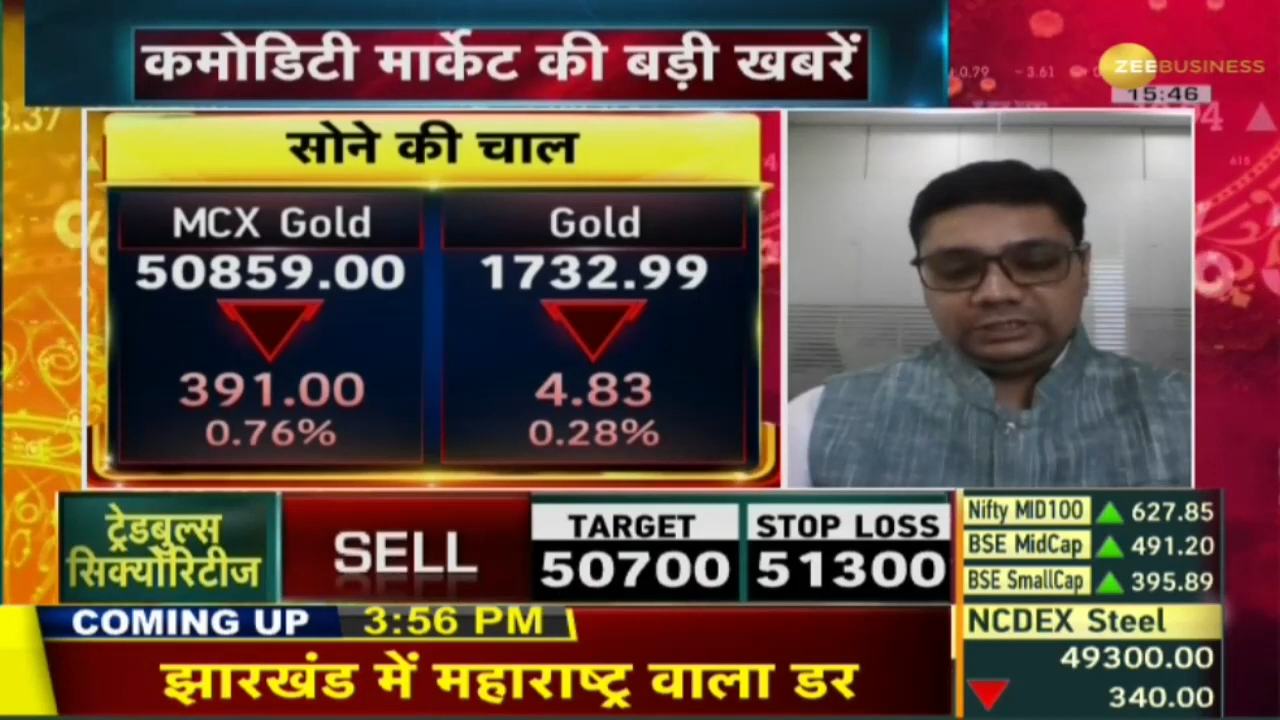 कमोडिटी मार्केट की बड़ी खबरें
ZEEBUSINESS
15:46
सोने की चाल
MCX Gold
50859.00
391.00
0.76%
Gold
1732.99
4.83
0.28%
ट्रेडबुल्स
सिक्योरिटीज
SELL
TARGET
50700
STOP LOSS
51300
Nifty MID100 627.85
BSE MidCap 491.20
BSE SmallCap 395.89
COMING UP 3:56 PM
झारखंड में महाराष्ट्र वाला डर
NCDEX Steel
49300.00
340.00